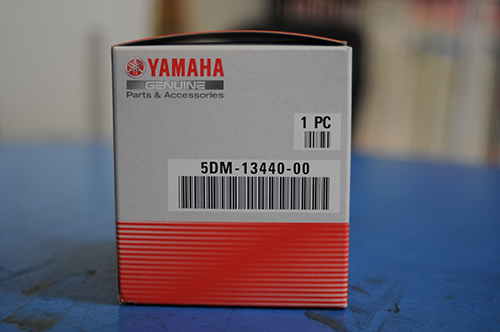 YAMAHA
GENUINE
Parts & Accessories
1 PC
5DM-13440-00